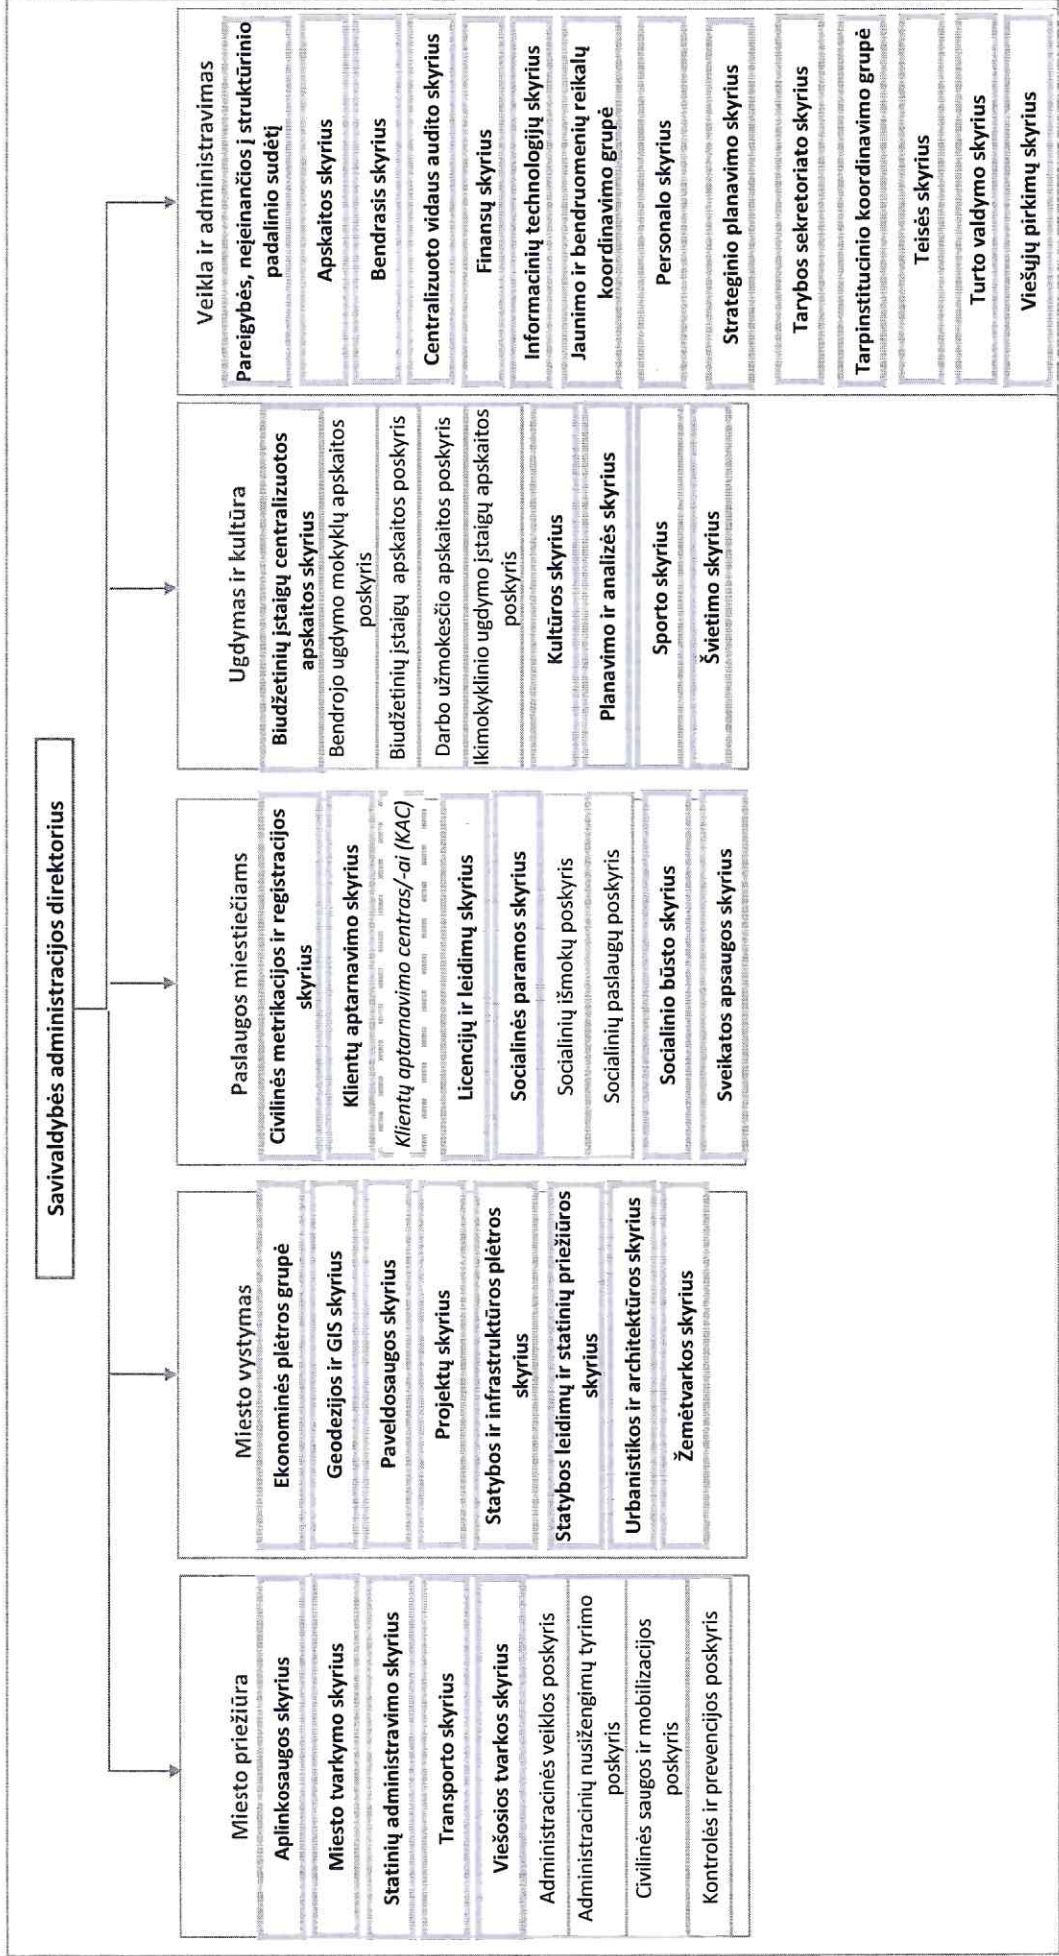 Savivaldybės administracijos direktorius
Miesto priežiūra
Aplinkosaugos skyrius
Miesto tvarkymo skyrius
Statinių administravimo skyrius
Transporto skyrius
Viešosios tvarkos skyrius
Administracinės veiklos poskyris
Administracinių nusižengimų tyrimo
poskyris
Civilinės saugos ir mobilizacijos
poskyris
Kontrolės ir prevencijos poskyris
Miesto vystymas
Ekonominės plėtros grupė
Geodezijos ir GIS skyrius
Paveldosaugos skyrius
Projektų skyrius
Statybos ir infrastruktūros plėtros
skyrius
Statybos leidimų ir statinių priežiūros
skyrius
Urbanistikos ir architektūros skyrius
Žemėtvarkos skyrius
Paslaugos miestiečiams
Civilinės metrikacijos ir registracijos
skyrius
Klientų aptarnavimo skyrius
Klientų aptarnavimo centras/-ai (KAC)
Licencijų ir leidimų skyrius
Socialinės paramos skyrius
Socialinių išmokų poskyris
Socialinių paslaugų poskyris
Socialinio būsto skyrius
Sveikatos apsaugos skyrius
Ugdymas ir kultūra
Biudžetinių įstaigų centralizuotos
apskaitos skyrius
Bendrojo ugdymo mokyklų apskaitos
poskyris
Biudžetinių įstaigų apskaitos poskyris
Darbo užmokesčio apskaitos poskyris
Ikimokyklinio ugdymo įstaigų apskaitos
poskyris
Kultūros skyrius
Planavimo ir analizės skyrius
Sporto skyrius
Švietimo skyrius
Veikla ir administravimas
Pareigybės, neįeinančios į struktūrinio
padalinio sudėtį
Apskaitos skyrius
Bendrasis skyrius
Centralizuoto vidaus audito skyrius
Finansų skyrius
Informacinių technologijų skyrius
Jaunimo ir bendruomenių reikalų
koordinavimo grupė
Personalo skyrius
Strateginio planavimo skyrius
Tarybos sekretoriato skyrius
Tarpinstitucinio koordinavimo grupė
Teisės skyrius
Turto valdymo skyrius
Viešųjų pirkimų skyrius